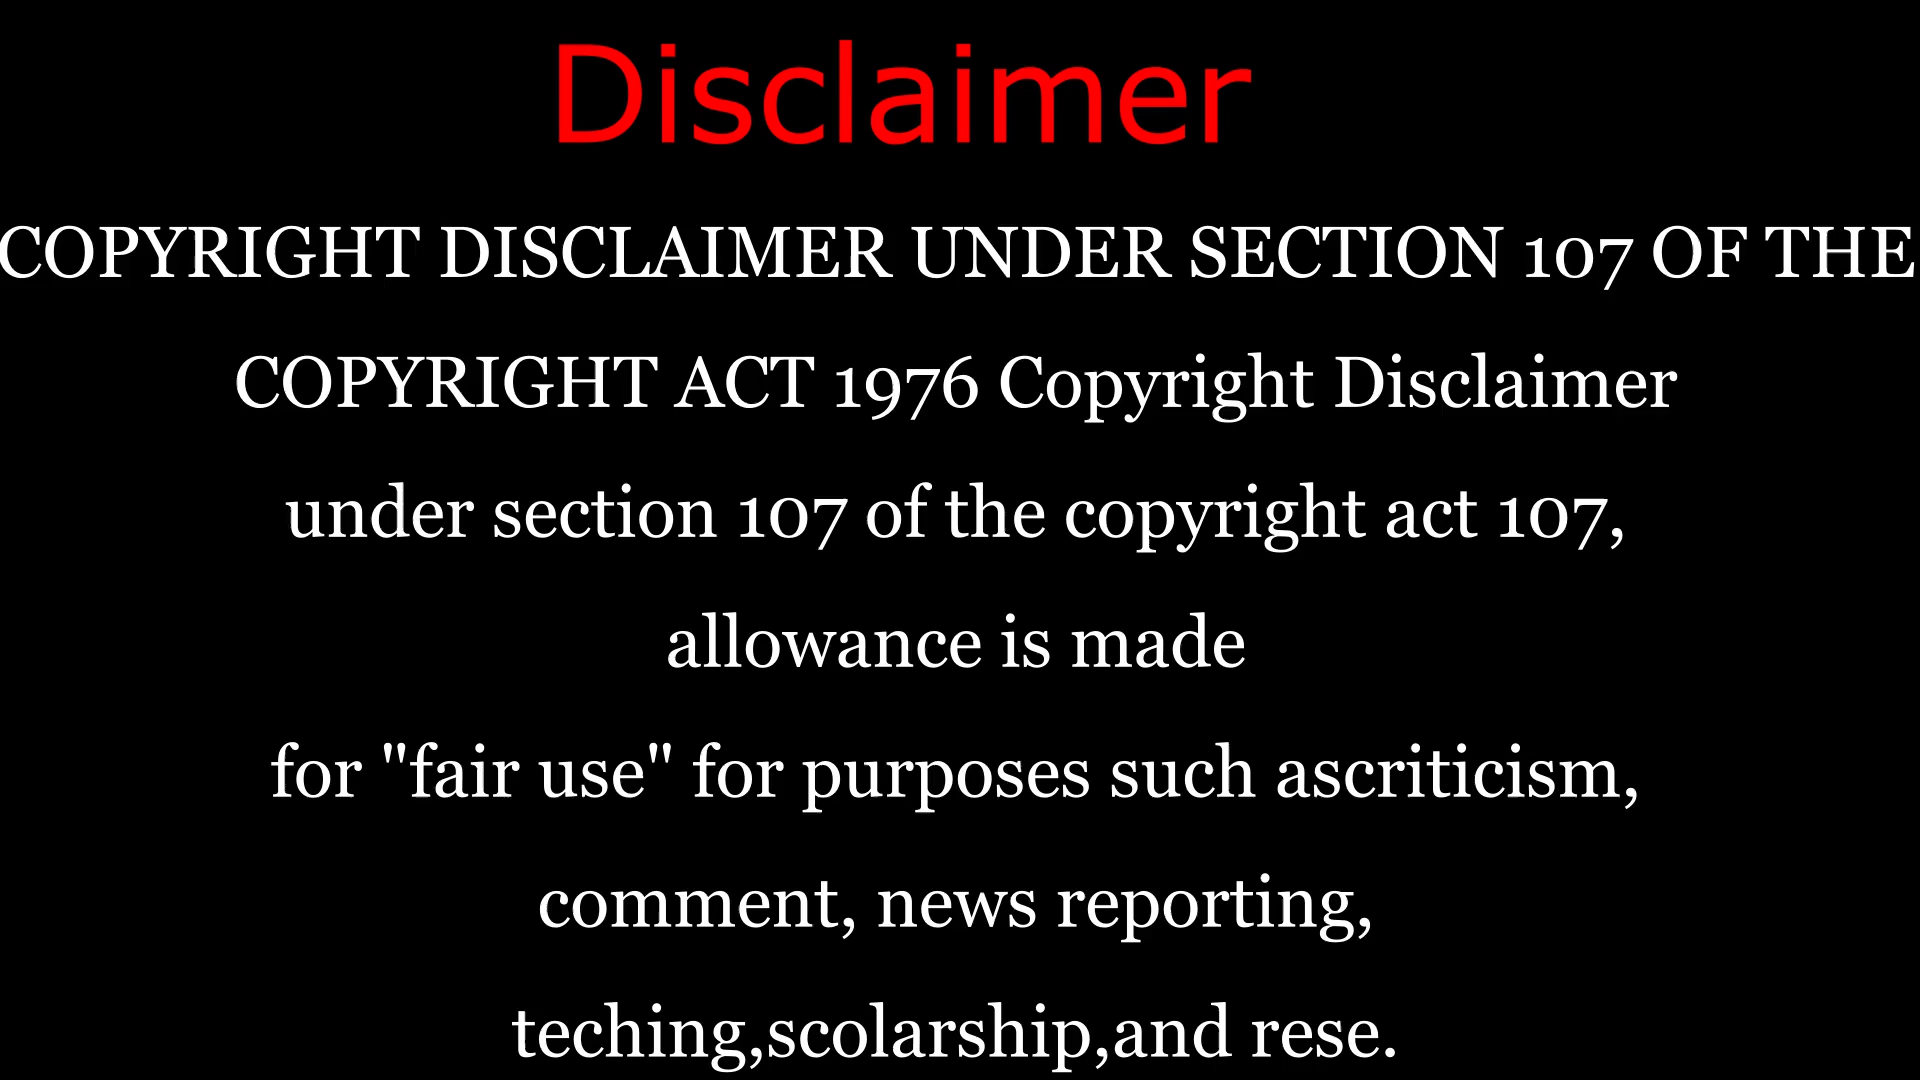 Disclaimer
COPYRIGHT DISCLAIMER UNDER SECTION 107 OF THE
COPYRIGHT ACT 1976 Copyright Disclaimer
under section 107 of the copyright act 107,
allowance is made
for "fair use" for purposes such ascriticism,
comment, news reporting,
teching,scolarship,and rese.